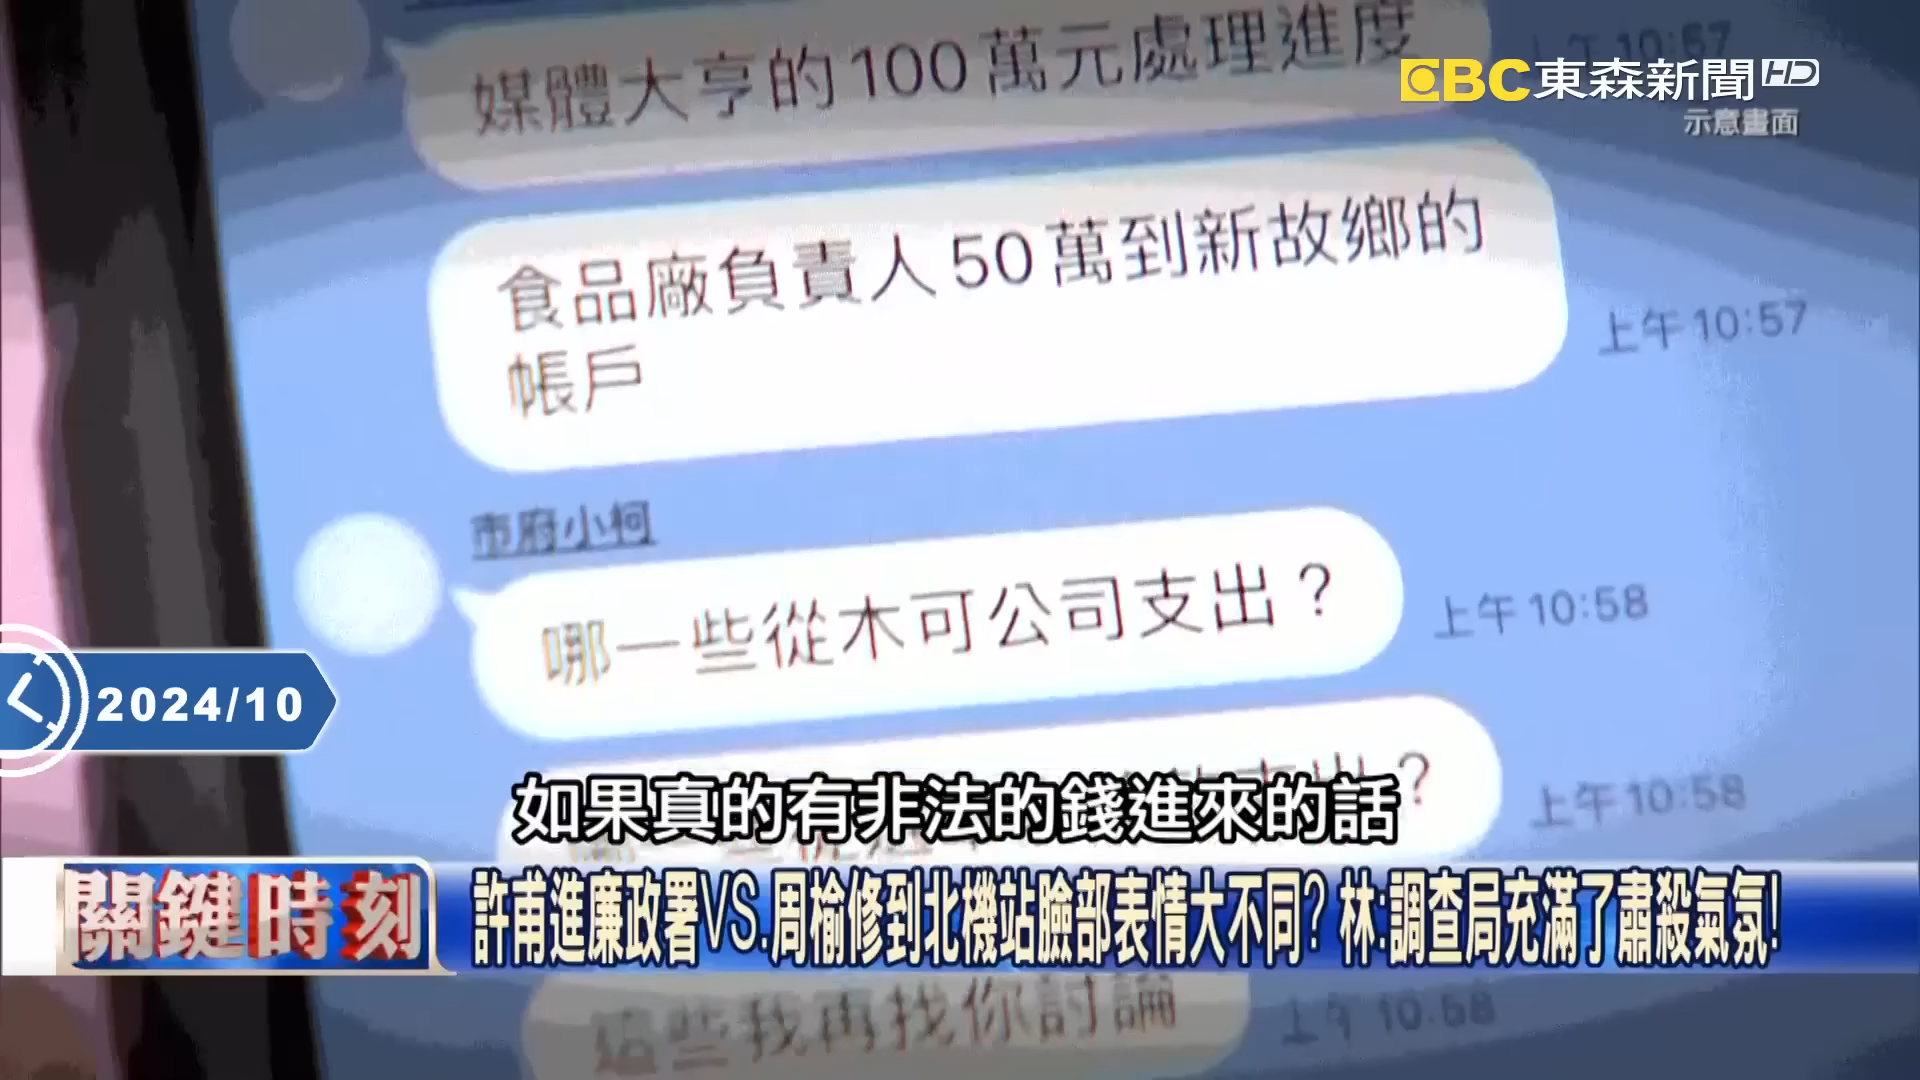 媒體大亨的100萬元處理進度
上午10:57
EBC東森新聞HD
示意畫面
食品廠負責人50萬到新故鄉的
帳戶
上午10:57
市府小柯
哪一些從木可公司支出？
上午10:58
2024/10
支出？
上午10:58
如果真的有非法的錢進來的話
關鍵時刻
許甫進廉政署VS.周榆修到北機站臉部表情大不同? 林:調查局充滿了肅殺氣氛!
這些我再找你討論
上午10:58